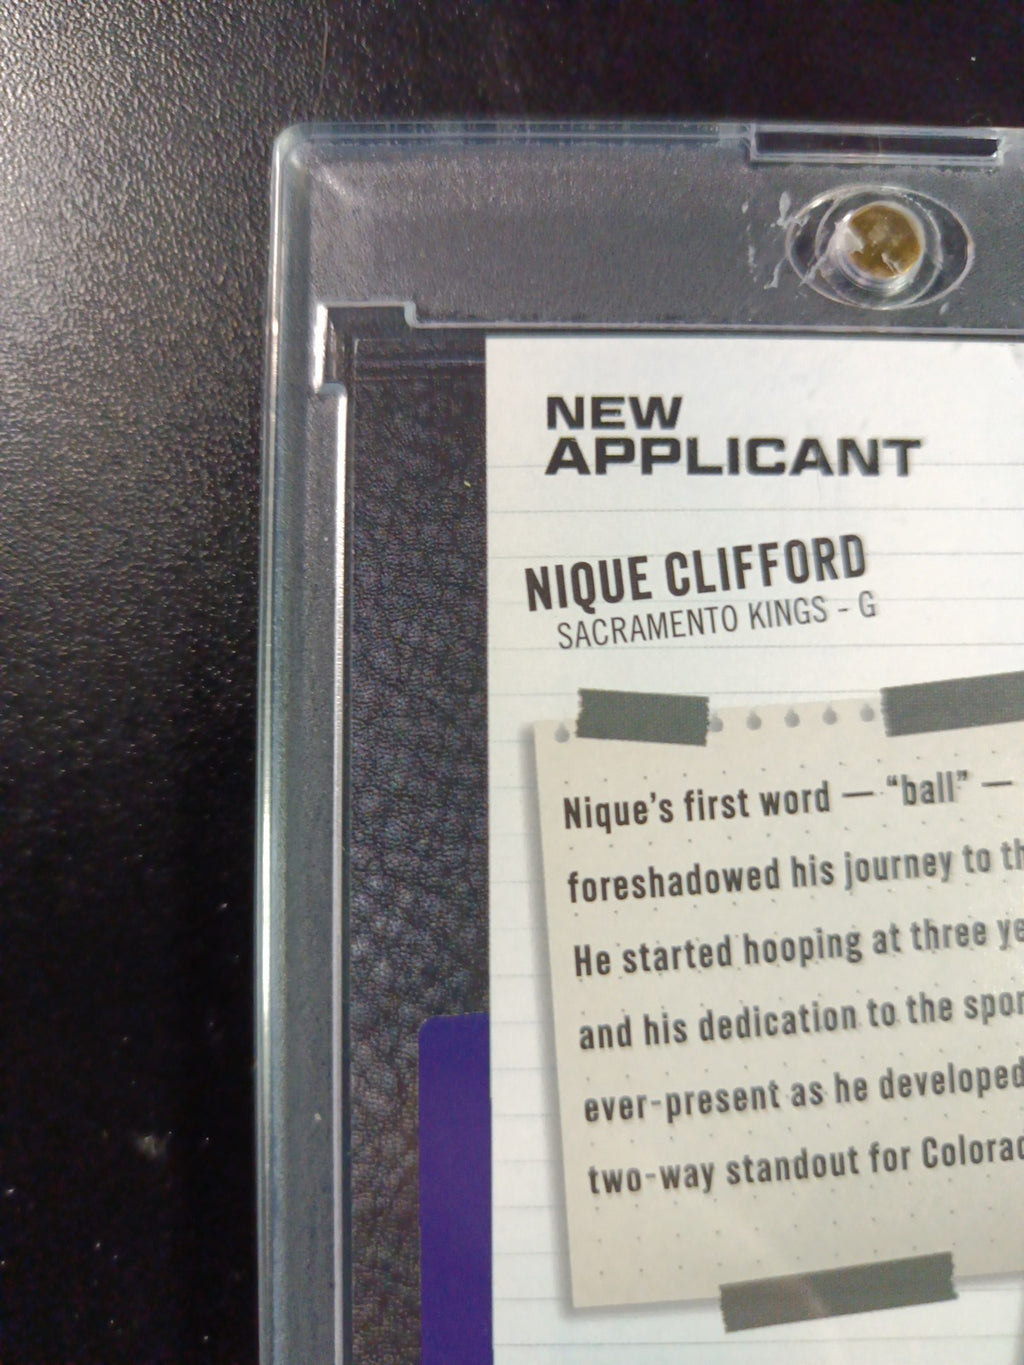 NEW
APPLICANT
NIQUE CLIFFORD
SACRAMENTO KINGS - G
Nique's first word — “ball” —
foreshadowed his journey to
He started hooping at three
and his dedication to the
ever-present as he developed
two-way standout for